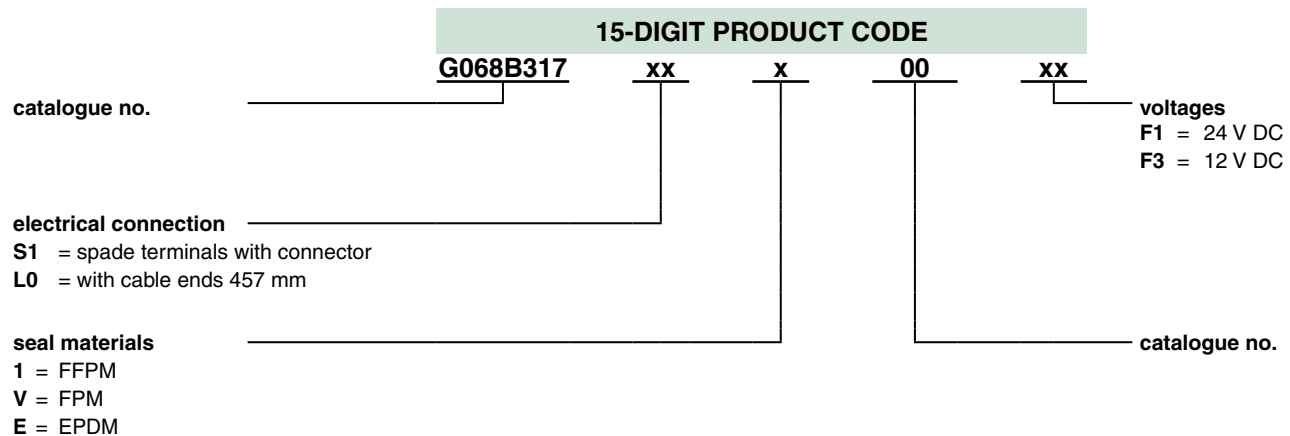 15-DIGIT PRODUCT CODE
G068B317 xx x 00 xx
catalogue no.
voltages
F1 = 24 V DC
F3 = 12 V DC
electrical connection
S1 = spade terminals with connector
L0 = with cable ends 457 mm
seal materials
catalogue no.
1 = FFPM
V = FPM
E = EPDM